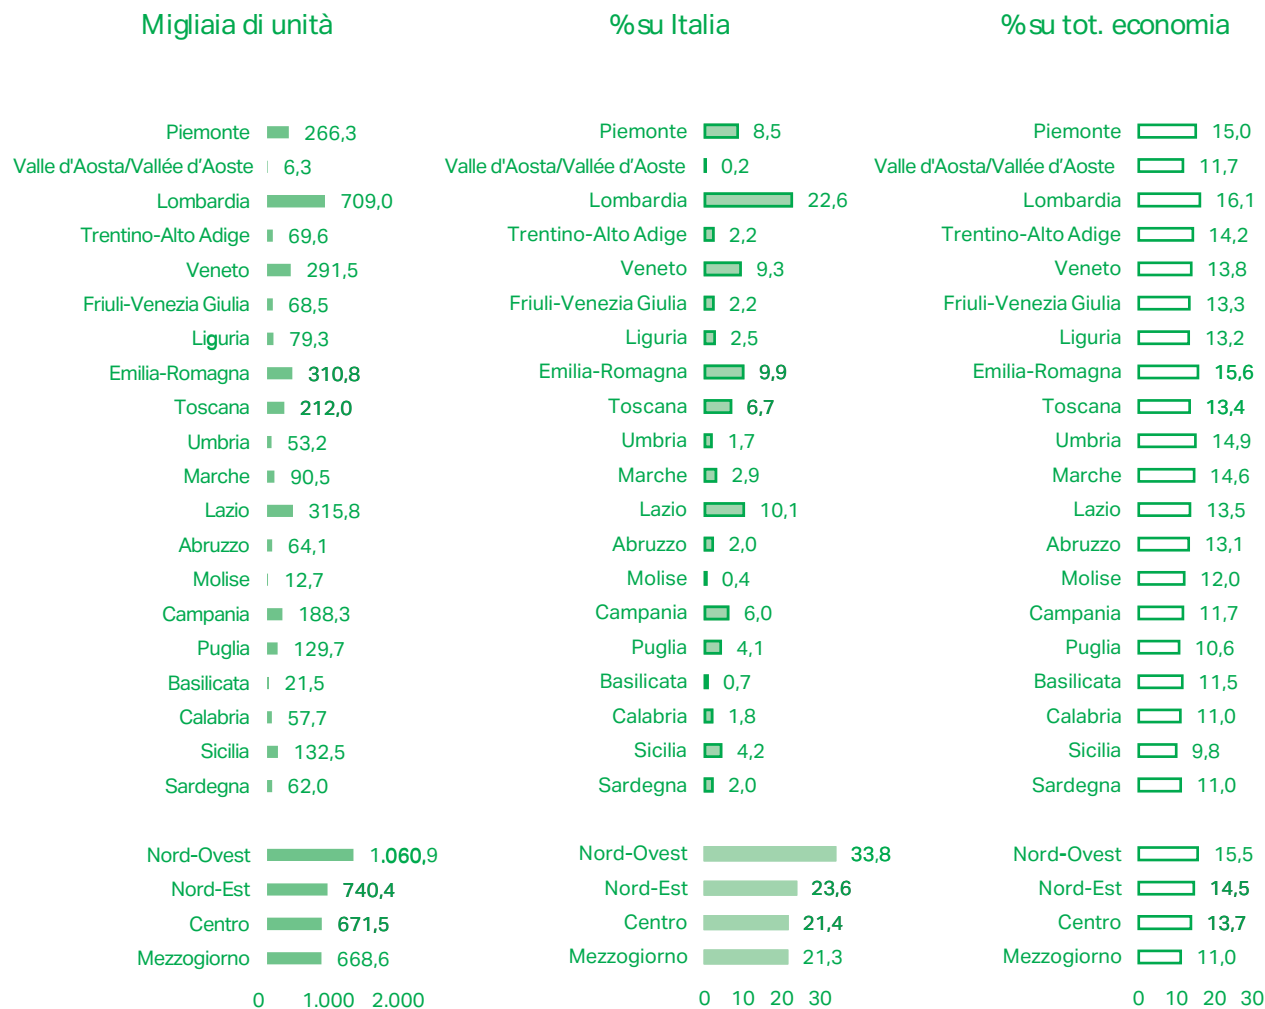 Migliaia di unità % su Italia % su tot. economia
Piemonte 266,3 Piemonte 8,5 Piemonte 15,0
Valle d'Aosta/Vallée d'Aoste 6,3 Valle d'Aosta/Vallée d'Aoste 0,2 Valle d'Aosta/Vallée d'Aoste 11,7
Lombardia 709,0 Lombardia 22,6 Lombardia 16,1
Trentino-Alto Adige 69,6 Trentino-Alto Adige 2,2 Trentino-Alto Adige 14,2
Veneto 291,5 Veneto 9,3 Veneto 13,8
Friuli-Venezia Giulia 68,5 Friuli-Venezia Giulia 2,2 Friuli-Venezia Giulia 13,3
Liguria 79,3 Liguria 2,5 Liguria 13,2
Emilia-Romagna 310,8 Emilia-Romagna 9,9 Emilia-Romagna 15,6
Toscana 212,0 Toscana 6,7 Toscana 13,4
Umbria 53,2 Umbria 1,7 Umbria 14,9
Marche 90,5 Marche 2,9 Marche 14,6
Lazio 315,8 Lazio 10,1 Lazio 13,5
Abruzzo 64,1 Abruzzo 2,0 Abruzzo 13,1
Molise 12,7 Molise 0,4 Molise 12,0
Campania 188,3 Campania 6,0 Campania 11,7
Puglia 129,7 Puglia 4,1 Puglia 10,6
Basilicata 21,5 Basilicata 0,7 Basilicata 11,5
Calabria 57,7 Calabria 1,8 Calabria 11,0
Sicilia 132,5 Sicilia 4,2 Sicilia 9,8
Sardegna 62,0 Sardegna 2,0 Sardegna 11,0
Nord-Ovest 1.060,9 Nord-Ovest 33,8 Nord-Ovest 15,5
Nord-Est 740,4 Nord-Est 23,6 Nord-Est 14,5
Centro 671,5 Centro 21,4 Centro 13,7
Mezzogiorno 668,6 Mezzogiorno 21,3 Mezzogiorno 11,0
0 1.000 2.000 0 10 20 30 0 10 20 30